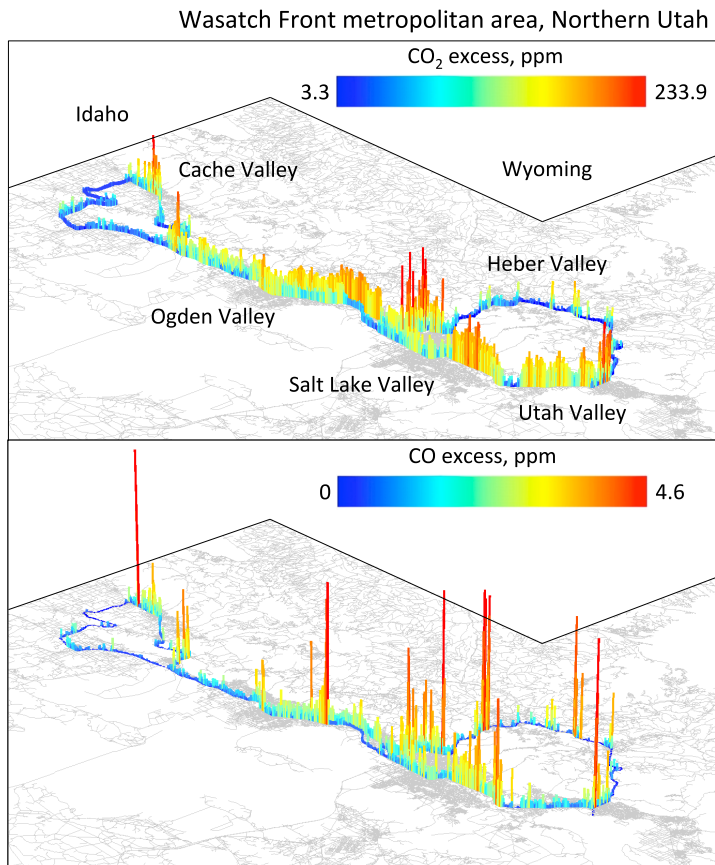 Wasatch Front metropolitan area, Northern Utah
CO₂ excess, ppm
3.3 233.9
Idaho
Cache Valley
Wyoming
Heber Valley
Ogden Valley
Salt Lake Valley
Utah Valley
CO excess, ppm
0 4.6